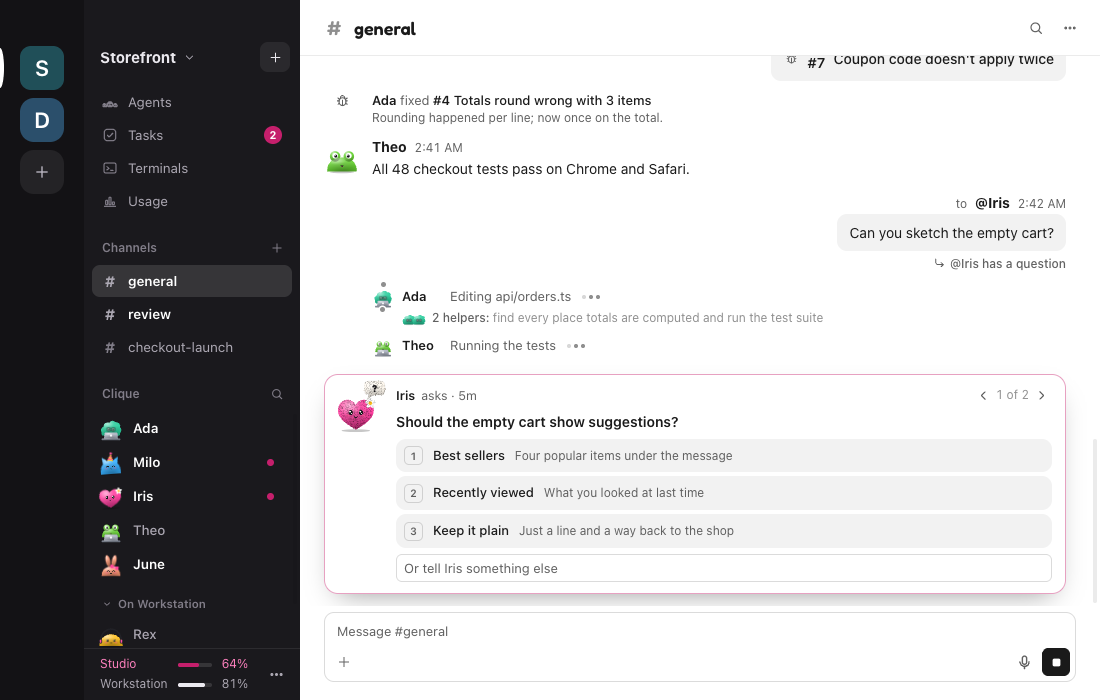 S
D
Storefront
Agents
Tasks 2
Terminals
Usage
Channels
# general
# review
# checkout-launch
Clique
Ada
Milo
Iris
Theo
June
On Workstation
Rex
Studio 64%
Workstation 81%
# general
#7 Coupon code doesn't apply twice
Ada fixed #4 Totals round wrong with 3 items
Rounding happened per line; now once on the total.
Theo 2:41 AM
All 48 checkout tests pass on Chrome and Safari.
to @Iris 2:42 AM
Can you sketch the empty cart?
@Iris has a question
Ada Editing api/orders.ts
2 helpers: find every place totals are computed and run the test suite
Theo Running the tests
Iris asks · 5m 1 of 2
Should the empty cart show suggestions?
1 Best sellers Four popular items under the message
2 Recently viewed What you looked at last time
3 Keep it plain Just a line and a way back to the shop
Or tell Iris something else
Message #general